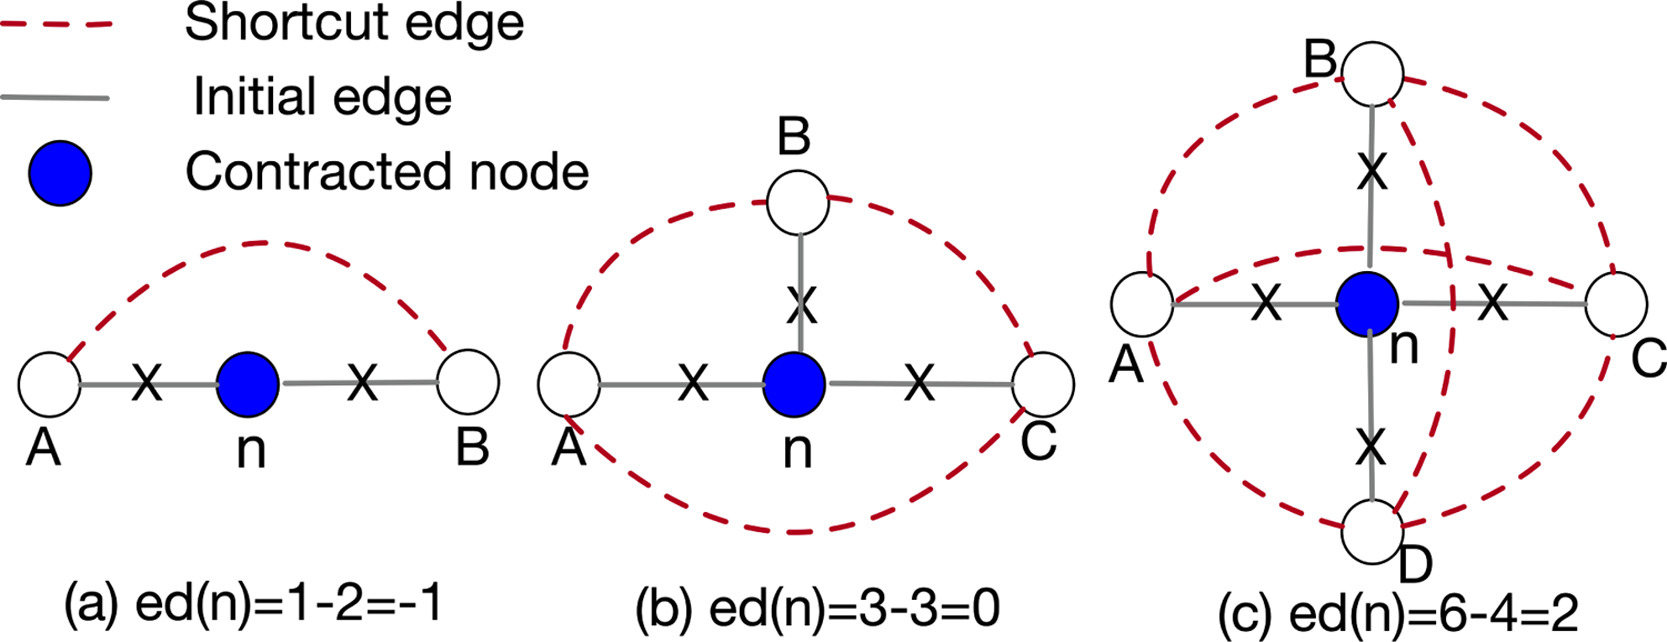 Shortcut edge
Initial edge
Contracted node
A X n X B
(a) ed(n)=1-2=-1
B
X
X X
A n C
(b) ed(n)=3-3=0
B
X
X X
A n C
X
D
(c) ed(n)=6-4=2